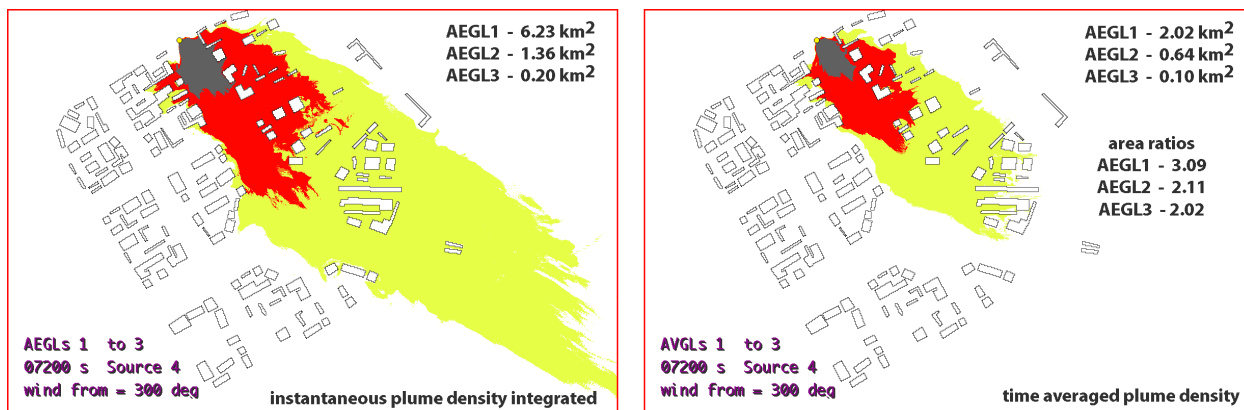 AEGL1 - 6.23 km2
AEGL2 - 1.36 km2
AEGL3 - 0.20 km2
AEGLs 1 to 3
07200 s Source 4
wind from = 300 deg
instantaneous plume density integrated
AEGL1 - 2.02 km2
AEGL2 - 0.64 km2
AEGL3 - 0.10 km2
area ratios
AEGL1 - 3.09
AEGL2 - 2.11
AEGL3 - 2.02
AVGLs 1 to 3
07200 s Source 4
wind from = 300 deg
time averaged plume density